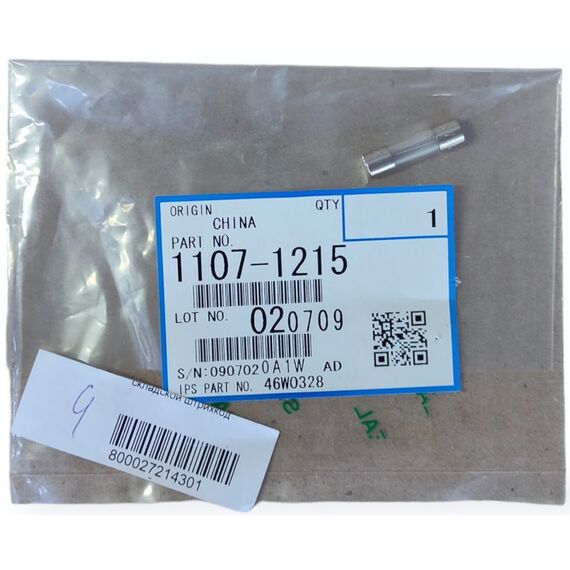 ORIGIN QTY
CHINA 1
PART NO.
1107-1215
LOT NO. 020709
S/N:0907020A1W AD
IPS PART NO. 46W0328
складской штрихкод
9
800027214301